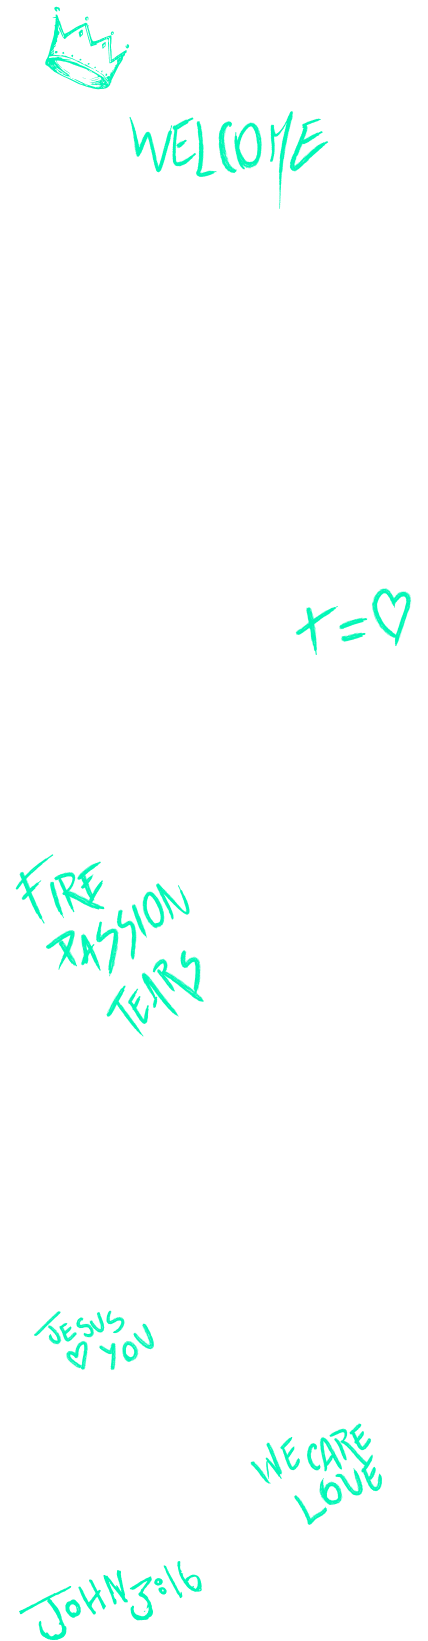 WELCOME
† = ♡
FIRE
PASSION
TEARS
JESUS
♡ YOU
WE CARE
LOVE
JOHN 3:16